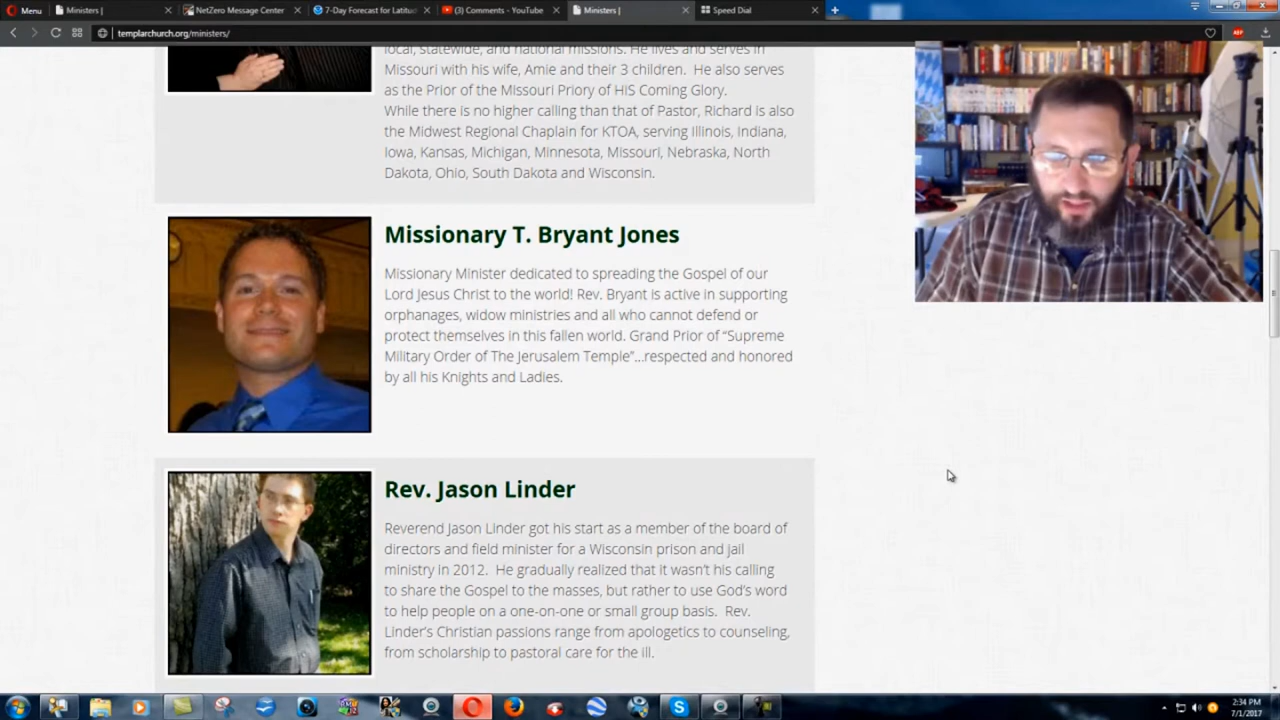 Menu
Ministers |
NetZero Message Center
7-Day Forecast for Latitud
(3) Comments - YouTube
Ministers |
Speed Dial
templarchurch.org/ministers/
local, statewide, and national missions. He lives and serves in
Missouri with his wife, Amie and their 3 children. He also serves
as the Prior of the Missouri Priory of HiS Coming Glory.
While there is no higher calling than that of Pastor, Richard is also
the Midwest Regional Chaplain for KTOA, serving Illinois, Indiana,
Iowa, Kansas, Michigan, Minnesota, Missouri, Nebraska, North
Dakota, Ohio, South Dakota and Wisconsin.
Missionary T. Bryant Jones
Missionary Minister dedicated to spreading the Gospel of our
Lord Jesus Christ to the world! Rev. Bryant is active in supporting
orphanages, widow ministries and all who cannot defend or
protect themselves in this fallen world. Grand Prior of “Supreme
Military Order of The Jerusalem Temple”…respected and honored
by all his Knights and Ladies.
Rev. Jason Linder
Reverend Jason Linder got his start as a member of the board of
directors and field minister for a Wisconsin prison and jail
ministry in 2012. He gradually realized that it wasn’t his calling
to share the Gospel to the masses, but rather to use God’s word
to help people on a one-on-one or small group basis. Rev.
Linder’s Christian passions range from apologetics to counseling,
from scholarship to pastoral care for the ill.
2:34 PM
7/1/2017